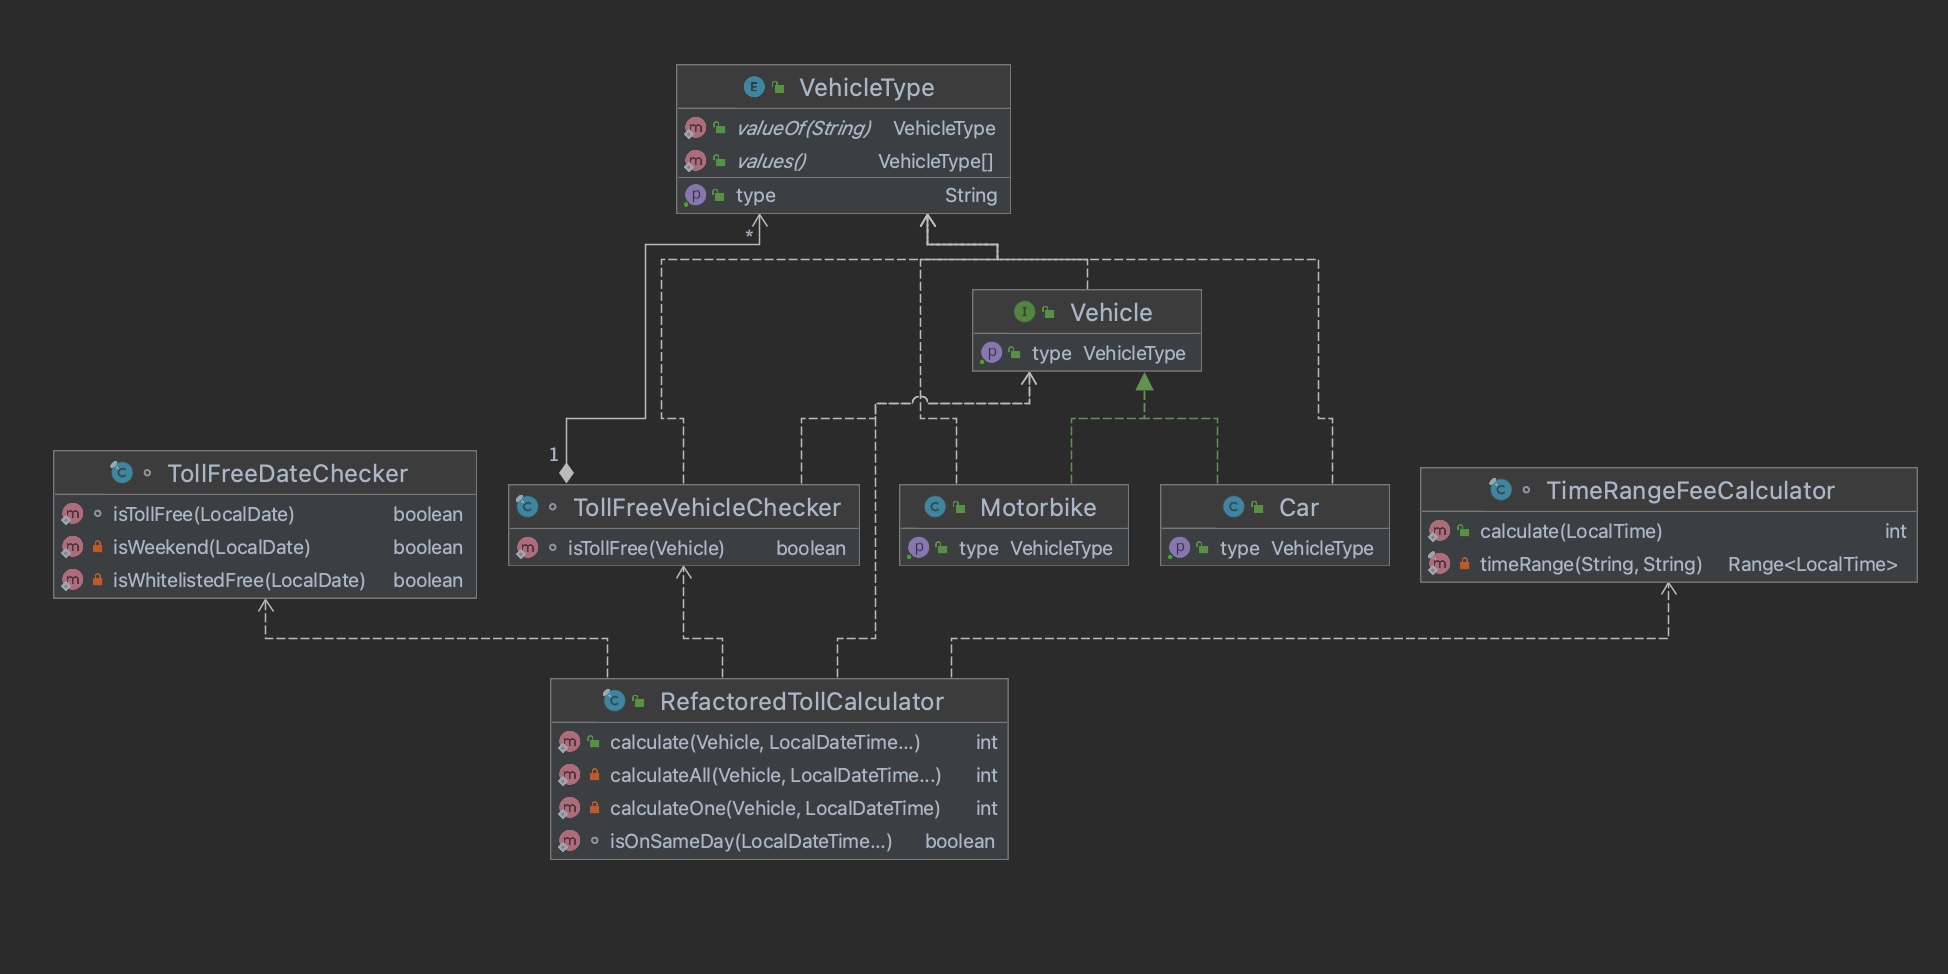 E VehicleType
m valueOf(String) VehicleType
m values() VehicleType[]
p type String
*
I Vehicle
p type VehicleType
1
C TollFreeDateChecker
m isTollFree(LocalDate) boolean
m isWeekend(LocalDate) boolean
m isWhitelistedFree(LocalDate) boolean
C TollFreeVehicleChecker
m isTollFree(Vehicle) boolean
C Motorbike
p type VehicleType
C Car
p type VehicleType
C TimeRangeFeeCalculator
m calculate(LocalTime) int
m timeRange(String, String) Range<LocalTime>
C RefactoredTollCalculator
m calculate(Vehicle, LocalDateTime...) int
m calculateAll(Vehicle, LocalDateTime...) int
m calculateOne(Vehicle, LocalDateTime) int
m isOnSameDay(LocalDateTime...) boolean